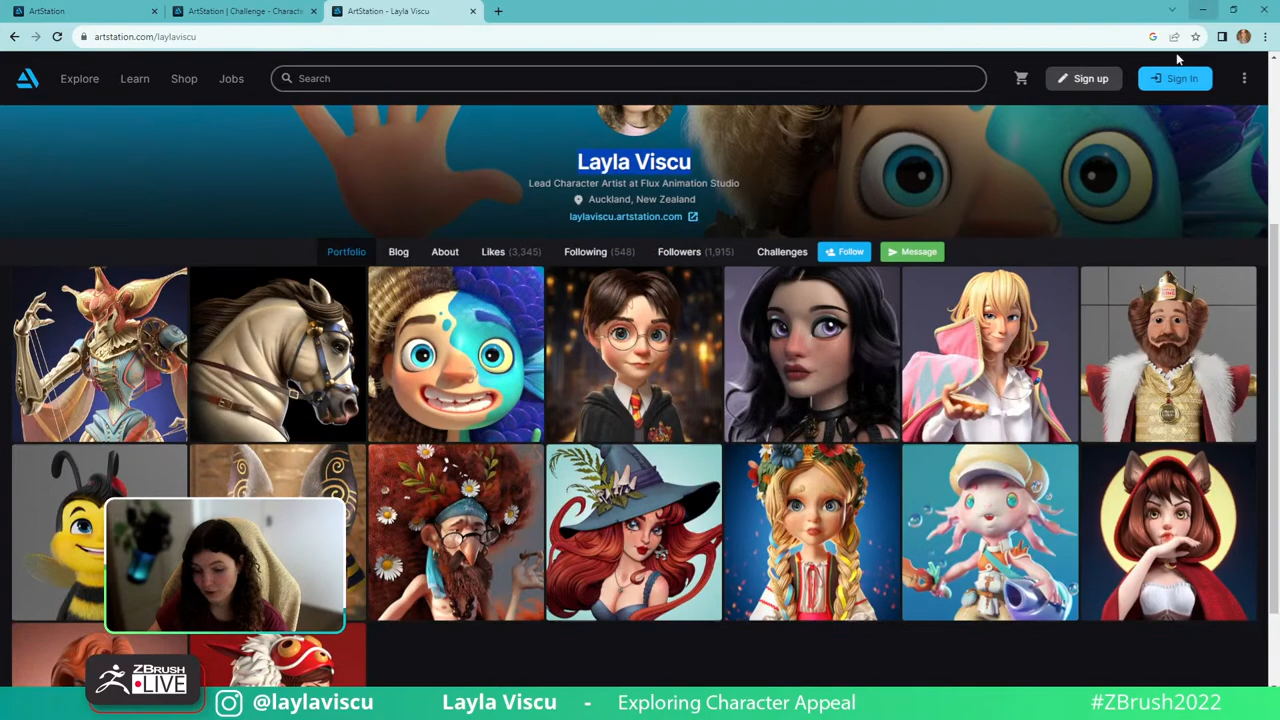 ArtStation
ArtStation | Challenge - Characte
ArtStation - Layla Viscu
artstation.com/laylaviscu
Explore
Learn
Shop
Jobs
Search
Sign up
Sign In
Layla Viscu
Lead Character Artist at Flux Animation Studio
Auckland, New Zealand
laylaviscu.artstation.com
Portfolio
Blog
About
Likes (3,345)
Following (548)
Followers (1,915)
Challenges
Follow
Message
ZBRUSH
LIVE
@laylaviscu
Layla Viscu - Exploring Character Appeal
#ZBrush2022